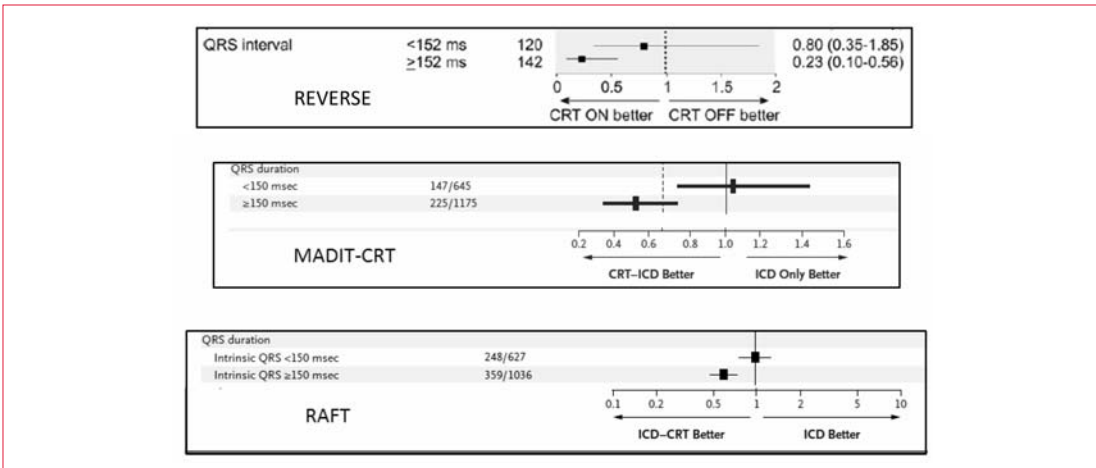 QRS interval <152 ms 120 0.80 (0.35-1.85)
≥152 ms 142 0.23 (0.10-0.56)
REVERSE
0 0.5 1 1.5 2
CRT ON better CRT OFF better
QRS duration
<150 msec 147/645
≥150 msec 225/1175
0.2 0.4 0.6 0.8 1.0 1.2 1.4 1.6
MADIT-CRT
CRT–ICD Better ICD Only Better
QRS duration
Intrinsic QRS <150 msec 248/627
Intrinsic QRS ≥150 msec 359/1036
0.1 0.2 0.5 1 2 5 10
RAFT
ICD–CRT Better ICD Better